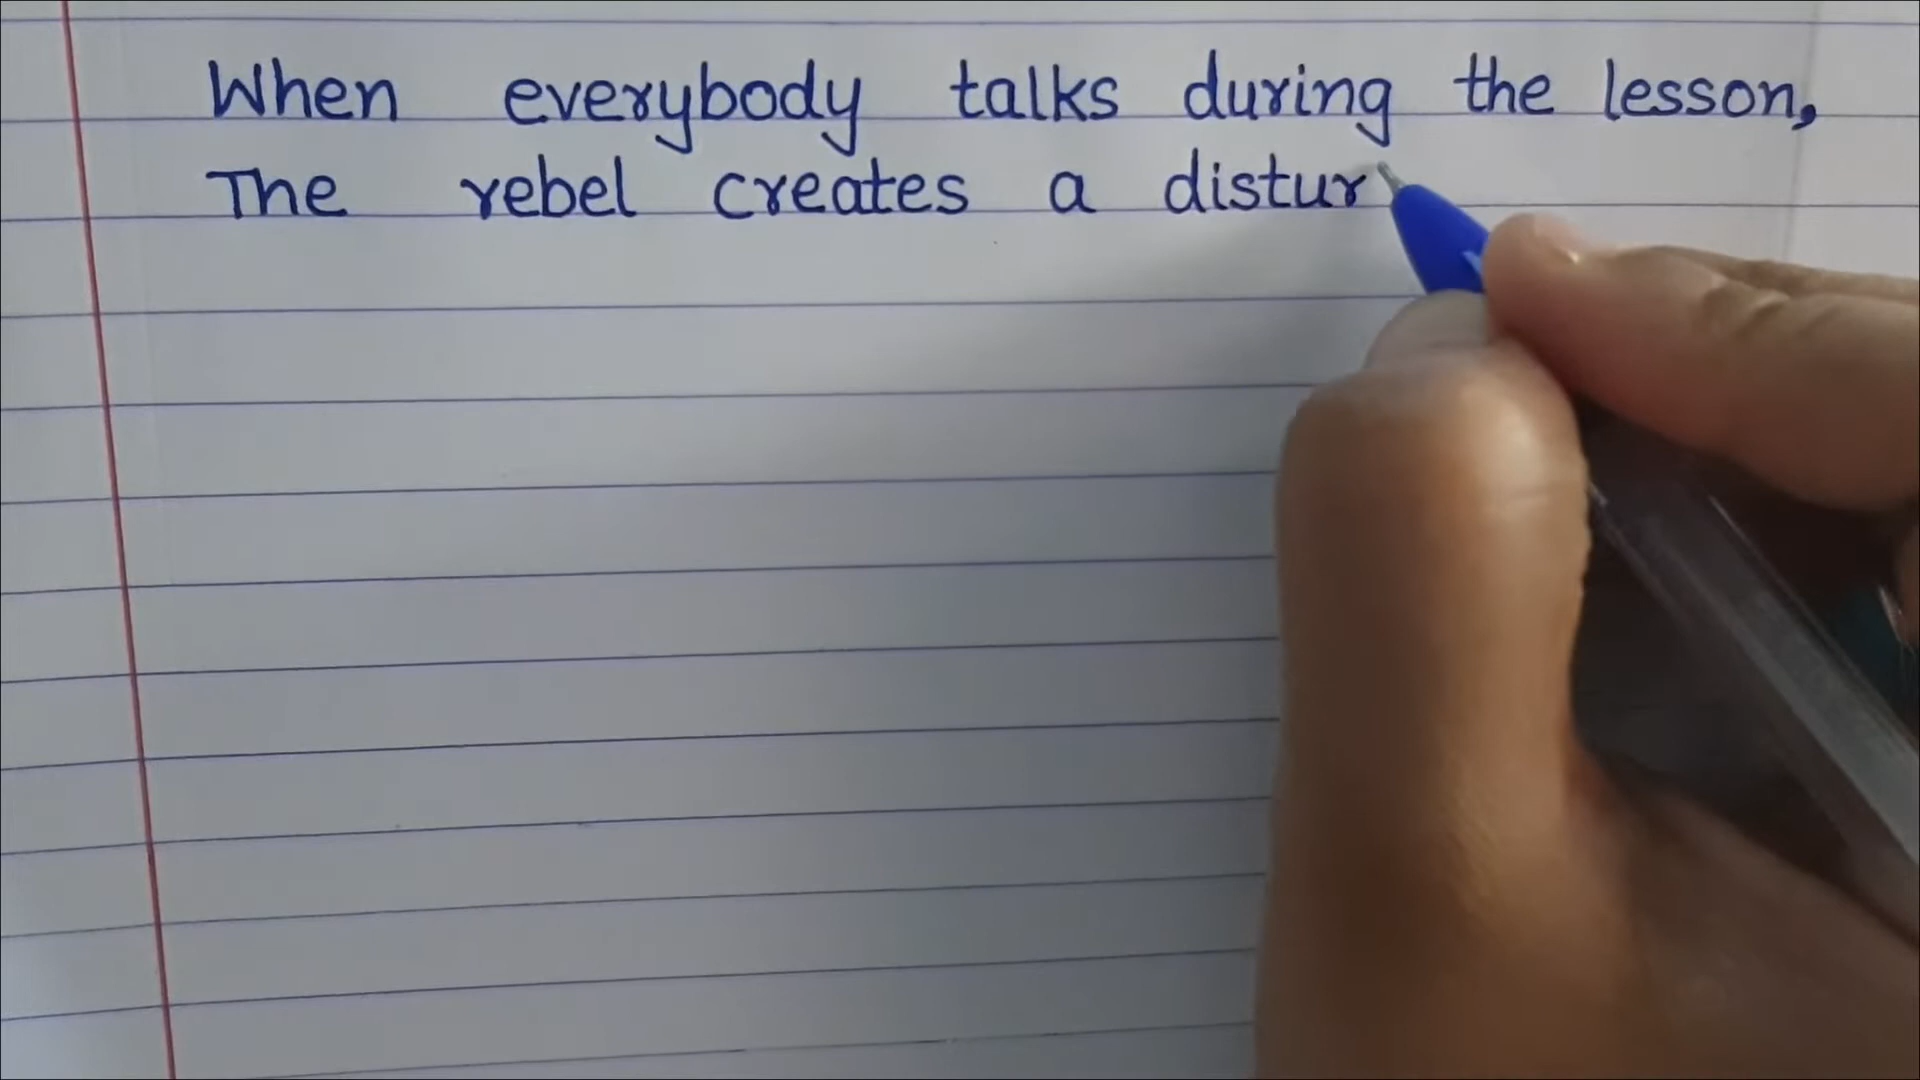 When everybody talks during the lesson,
The rebel creates a distur